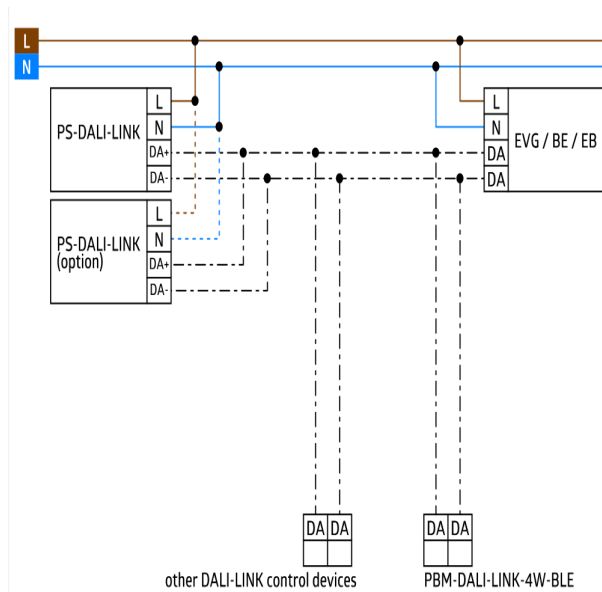 L
N
PS-DALI-LINK
L
N
DA+
DA-
L
N
DA
DA
EVG / BE / EB
PS-DALI-LINK
(option)
L
N
DA+
DA-
DA DA
DA DA
other DALI-LINK control devices
PBM-DALI-LINK-4W-BLE